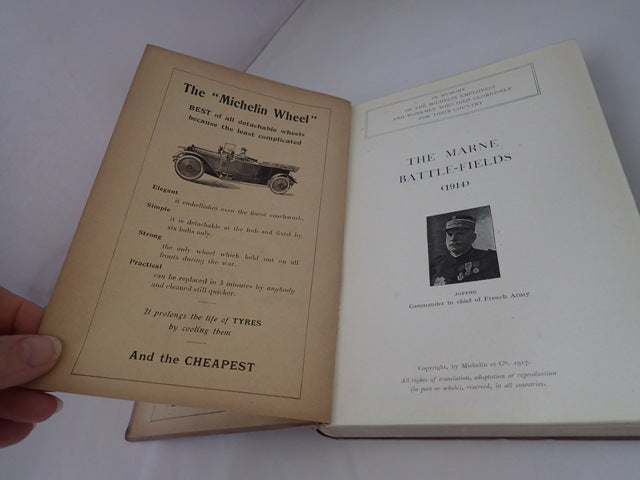 The "Michelin Wheel"
BEST of all detachable wheels
because the least complicated
Elegant
it embellishes even the finest coachwork.
Simple
it is detachable at the hub and fixed by
six bolts only.
Strong
the only wheel which held out on all
fronts during the war.
Practical
can be replaced in 3 minutes by anybody
and cleaned still quicker.
It prolongs the life of TYRES
by cooling them
And the CHEAPEST
IN MEMORY
OF THE MICHELIN EMPLOYEES
AND WORKMEN WHO DIED GLORIOUSLY
FOR THEIR COUNTRY
THE MARNE
BATTLE-FIELDS
(1914)
JOFFRE
Commander in chief of French Army
Copyright, by Michelin et Cie, 1917.
All rights of translation, adaptation or reproduction
(in part or whole), reserved, in all countries.